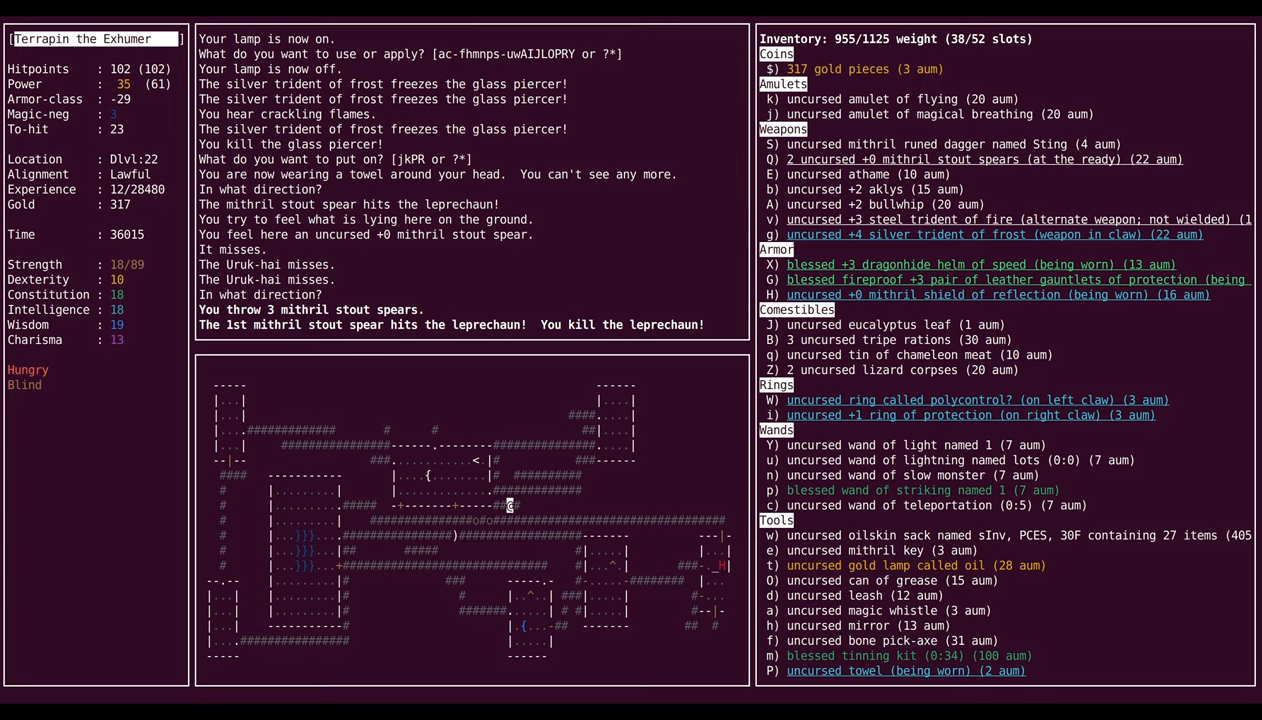 [Terrapin the Exhumer ]
Hitpoints : 102 (102)
Power : 35 (61)
Armor-class : -29
Magic-neg : 3
To-hit : 23
Location : Dlvl:22
Alignment : Lawful
Experience : 12/28480
Gold : 317
Time : 36015
Strength : 18/89
Dexterity : 10
Constitution : 18
Intelligence : 18
Wisdom : 19
Charisma : 13
Hungry
Blind
Your lamp is now on.
What do you want to use or apply? [ac-fhmnps-uwAIJLOPRY or ?*]
Your lamp is now off.
The silver trident of frost freezes the glass piercer!
The silver trident of frost freezes the glass piercer!
You hear crackling flames.
The silver trident of frost freezes the glass piercer!
You kill the glass piercer!
What do you want to put on? [jkPR or ?*]
You are now wearing a towel around your head.  You can't see any more.
In what direction?
The mithril stout spear hits the leprechaun!
You try to feel what is lying here on the ground.
You feel here an uncursed +0 mithril stout spear.
It misses.
The Uruk-hai misses.
The Uruk-hai misses.
In what direction?
You throw 3 mithril stout spears.
The 1st mithril stout spear hits the leprechaun!  You kill the leprechaun!
Inventory: 955/1125 weight (38/52 slots)
Coins
$) 317 gold pieces (3 aum)
Amulets
k) uncursed amulet of flying (20 aum)
j) uncursed amulet of magical breathing (20 aum)
Weapons
S) uncursed mithril runed dagger named Sting (4 aum)
Q) 2 uncursed +0 mithril stout spears (at the ready) (22 aum)
E) uncursed athame (10 aum)
b) uncursed +2 aklys (15 aum)
A) uncursed +2 bullwhip (20 aum)
v) uncursed +3 steel trident of fire (alternate weapon; not wielded) (1
g) uncursed +4 silver trident of frost (weapon in claw) (22 aum)
Armor
X) blessed +3 dragonhide helm of speed (being worn) (13 aum)
G) blessed fireproof +3 pair of leather gauntlets of protection (being
H) uncursed +0 mithril shield of reflection (being worn) (16 aum)
Comestibles
J) uncursed eucalyptus leaf (1 aum)
B) 3 uncursed tripe rations (30 aum)
q) uncursed tin of chameleon meat (10 aum)
Z) 2 uncursed lizard corpses (20 aum)
Rings
W) uncursed ring called polycontrol? (on left claw) (3 aum)
i) uncursed +1 ring of protection (on right claw) (3 aum)
Wands
Y) uncursed wand of light named 1 (7 aum)
u) uncursed wand of lightning named lots (0:0) (7 aum)
n) uncursed wand of slow monster (7 aum)
p) blessed wand of striking named 1 (7 aum)
c) uncursed wand of teleportation (0:5) (7 aum)
Tools
w) uncursed oilskin sack named sInv, PCES, 30F containing 27 items (405
e) mithril key (3 aum)
t) uncursed gold lamp called oil (28 aum)
O) uncursed can of grease (15 aum)
d) uncursed leash (12 aum)
a) uncursed magic whistle (3 aum)
h) uncursed mirror (13 aum)
f) uncursed bone pick-axe (31 aum)
m) blessed tinning kit (0:34) (100 aum)
P) uncursed towel (being worn) (2 aum)